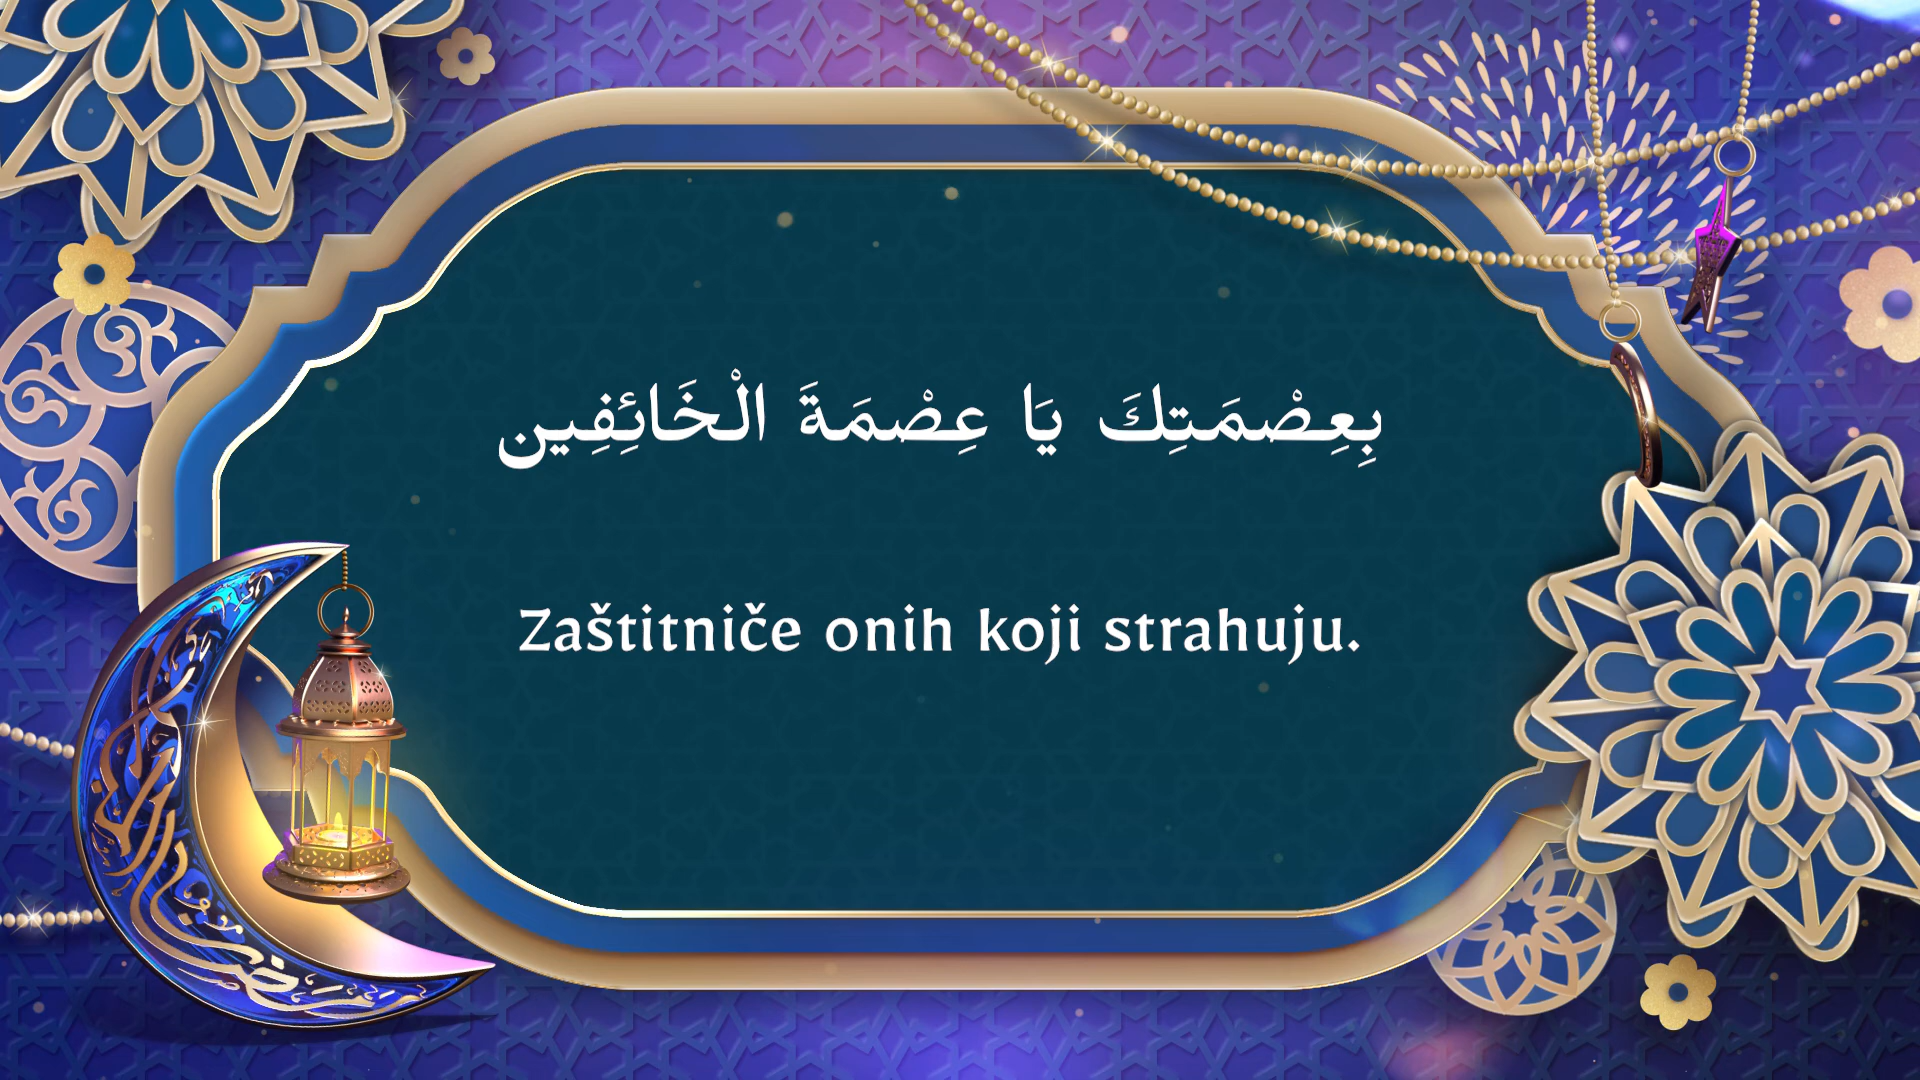 بِعِصْمَتِكَ يَا عِصْمَةَ الْخَائِفِين
Zaštitniče onih koji strahuju.